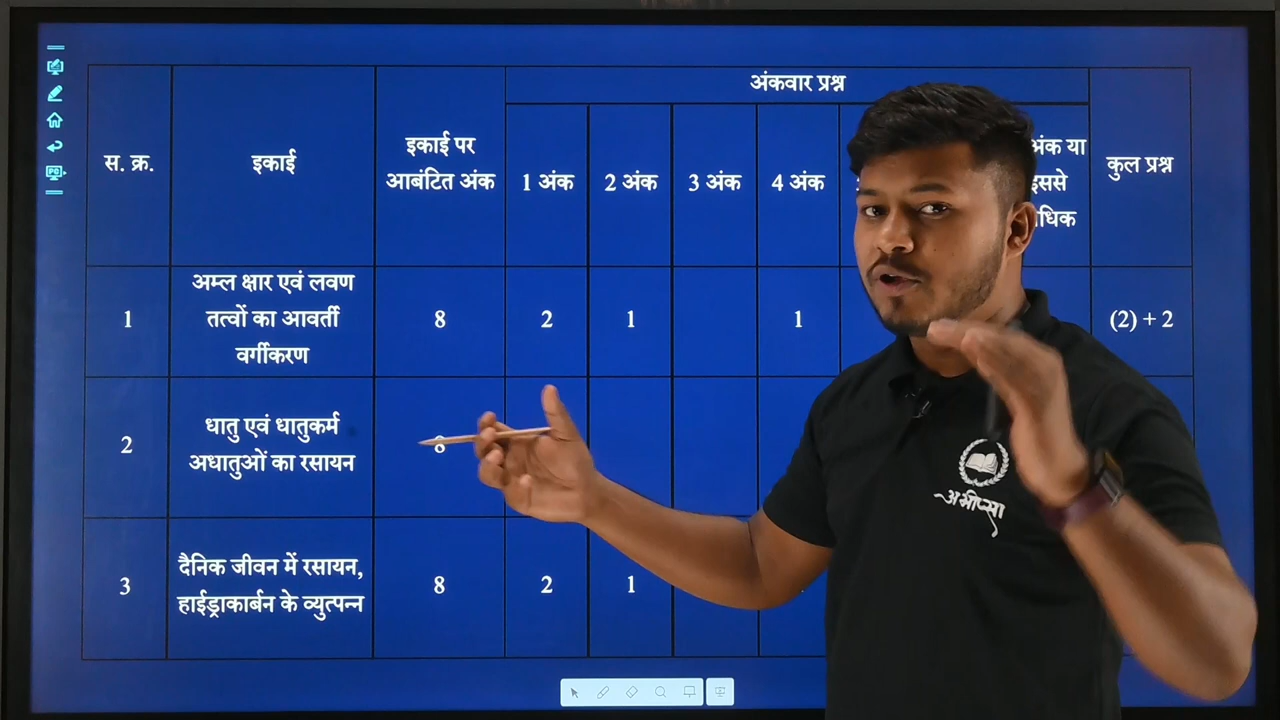 अंकवार प्रश्न
स. क्र.
इकाई
इकाई पर
आबंटित अंक
1 अंक
2 अंक
3 अंक
4 अंक
अंक या
कुल प्रश्न
1
अम्ल क्षार एवं लवण
तत्वों का आवर्ती
वर्गीकरण
8
2
1
1
(2) + 2
2
धातु एवं धातुकर्म
अधातुओं का रसायन
8
3
दैनिक जीवन में रसायन,
हाईड्राकार्बन के व्युत्पन्न
8
2
1
अभीप्सा